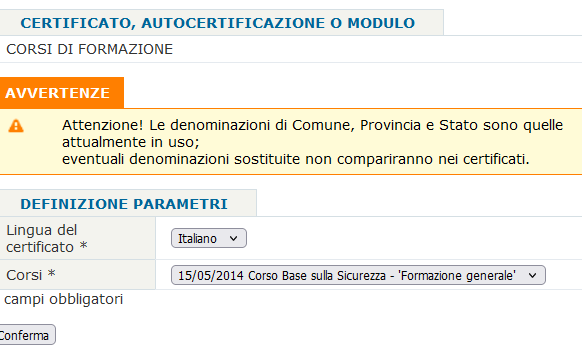 CERTIFICATO, AUTOCERTIFICAZIONE O MODULO
CORSI DI FORMAZIONE
AVVERTENZE
Attenzione! Le denominazioni di Comune, Provincia e Stato sono quelle
attualmente in uso;
eventuali denominazioni sostituite non compariranno nei certificati.
DEFINIZIONE PARAMETRI
Lingua del
certificato *
Italiano
Corsi *
15/05/2014 Corso Base sulla Sicurezza - 'Formazione generale'
campi obbligatori
Conferma